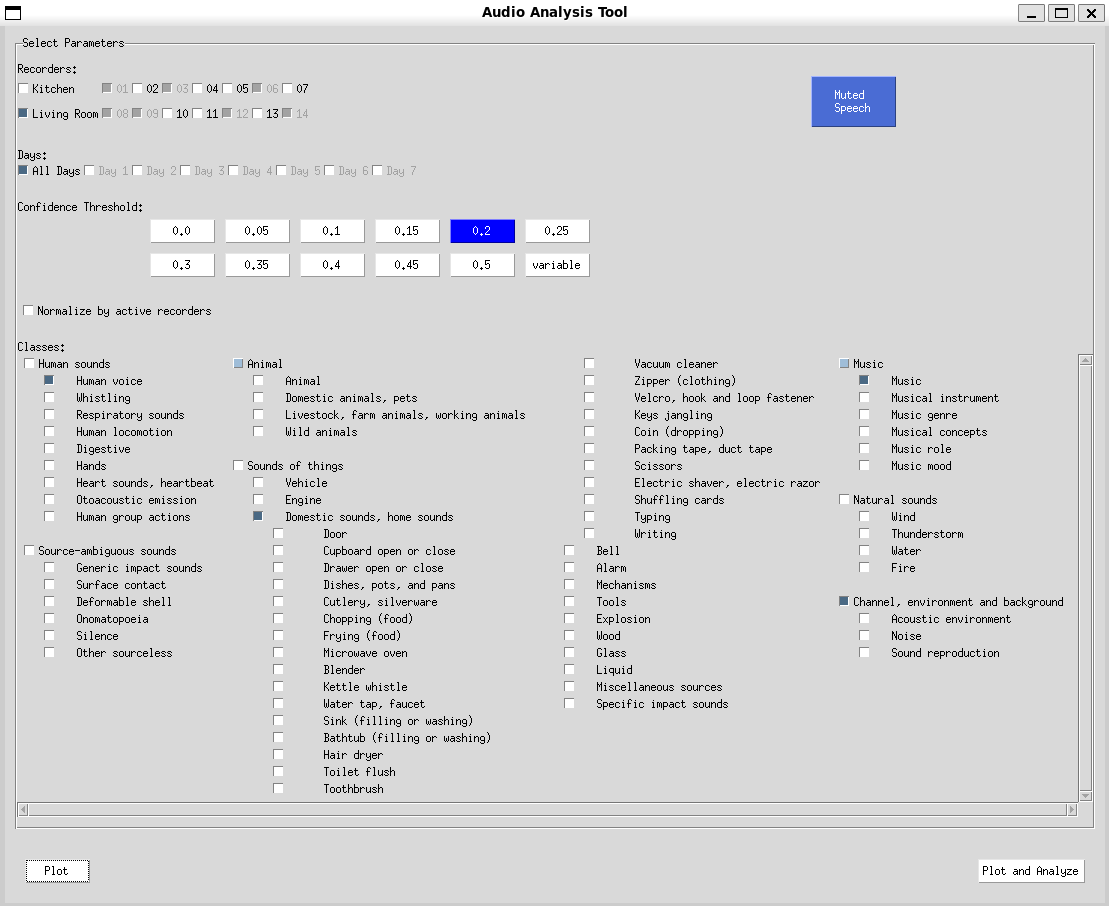 Audio Analysis Tool
Select Parameters
Recorders:
Kitchen 01 02 03 04 05 06 07
Living Room 08 09 10 11 12 13 14
Muted
Speech
Days:
All Days Day 1 Day 2 Day 3 Day 4 Day 5 Day 6 Day 7
Confidence Threshold:
0.0 0.05 0.1 0.15 0.2 0.25
0.3 0.35 0.4 0.45 0.5 variable
Normalize by active recorders
Classes:
Human sounds
Human voice
Whistling
Respiratory sounds
Human locomotion
Digestive
Hands
Heart sounds, heartbeat
Otoacoustic emission
Human group actions
Source-ambiguous sounds
Generic impact sounds
Surface contact
Deformable shell
Onomatopoeia
Silence
Other sourceless
Animal
Animal
Domestic animals, pets
Livestock, farm animals, working animals
Wild animals
Sounds of things
Vehicle
Engine
Domestic sounds, home sounds
Door
Cupboard open or close
Drawer open or close
Dishes, pots, and pans
Cutlery, silverware
Chopping (food)
Frying (food)
Microwave oven
Blender
Kettle whistle
Water tap, faucet
Sink (filling or washing)
Bathtub (filling or washing)
Hair dryer
Toilet flush
Toothbrush
Vacuum cleaner
Zipper (clothing)
Velcro, hook and loop fastener
Keys jangling
Coin (dropping)
Packing tape, duct tape
Scissors
Electric shaver, electric razor
Shuffling cards
Typing
Writing
Bell
Alarm
Mechanisms
Tools
Explosion
Wood
Glass
Liquid
Miscellaneous sources
Specific impact sounds
Music
Music
Musical instrument
Music genre
Musical concepts
Music role
Music mood
Natural sounds
Wind
Thunderstorm
Water
Fire
Channel, environment and background
Acoustic environment
Noise
Sound reproduction
Plot
Plot and Analyze